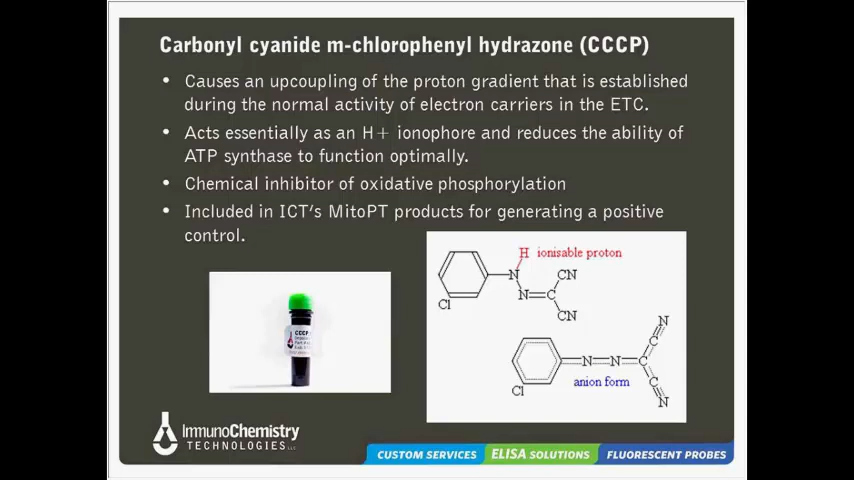 Carbonyl cyanide m-chlorophenyl hydrazone (CCCP)
• Causes an upcoupling of the proton gradient that is established
during the normal activity of electron carriers in the ETC.
• Acts essentially as an H+ ionophore and reduces the ability of
ATP synthase to function optimally.
• Chemical inhibitor of oxidative phosphorylation
• Included in ICT's MitoPT products for generating a positive
control.
H ionisable proton
N CN
N=C
Cl
CN
N
N=N=C
C
anion form
Cl
C
N
CCCP
ImmunoChemistry
TECHNOLOGIES LLC
CUSTOM SERVICES ELISA SOLUTIONS FLUORESCENT PROBES